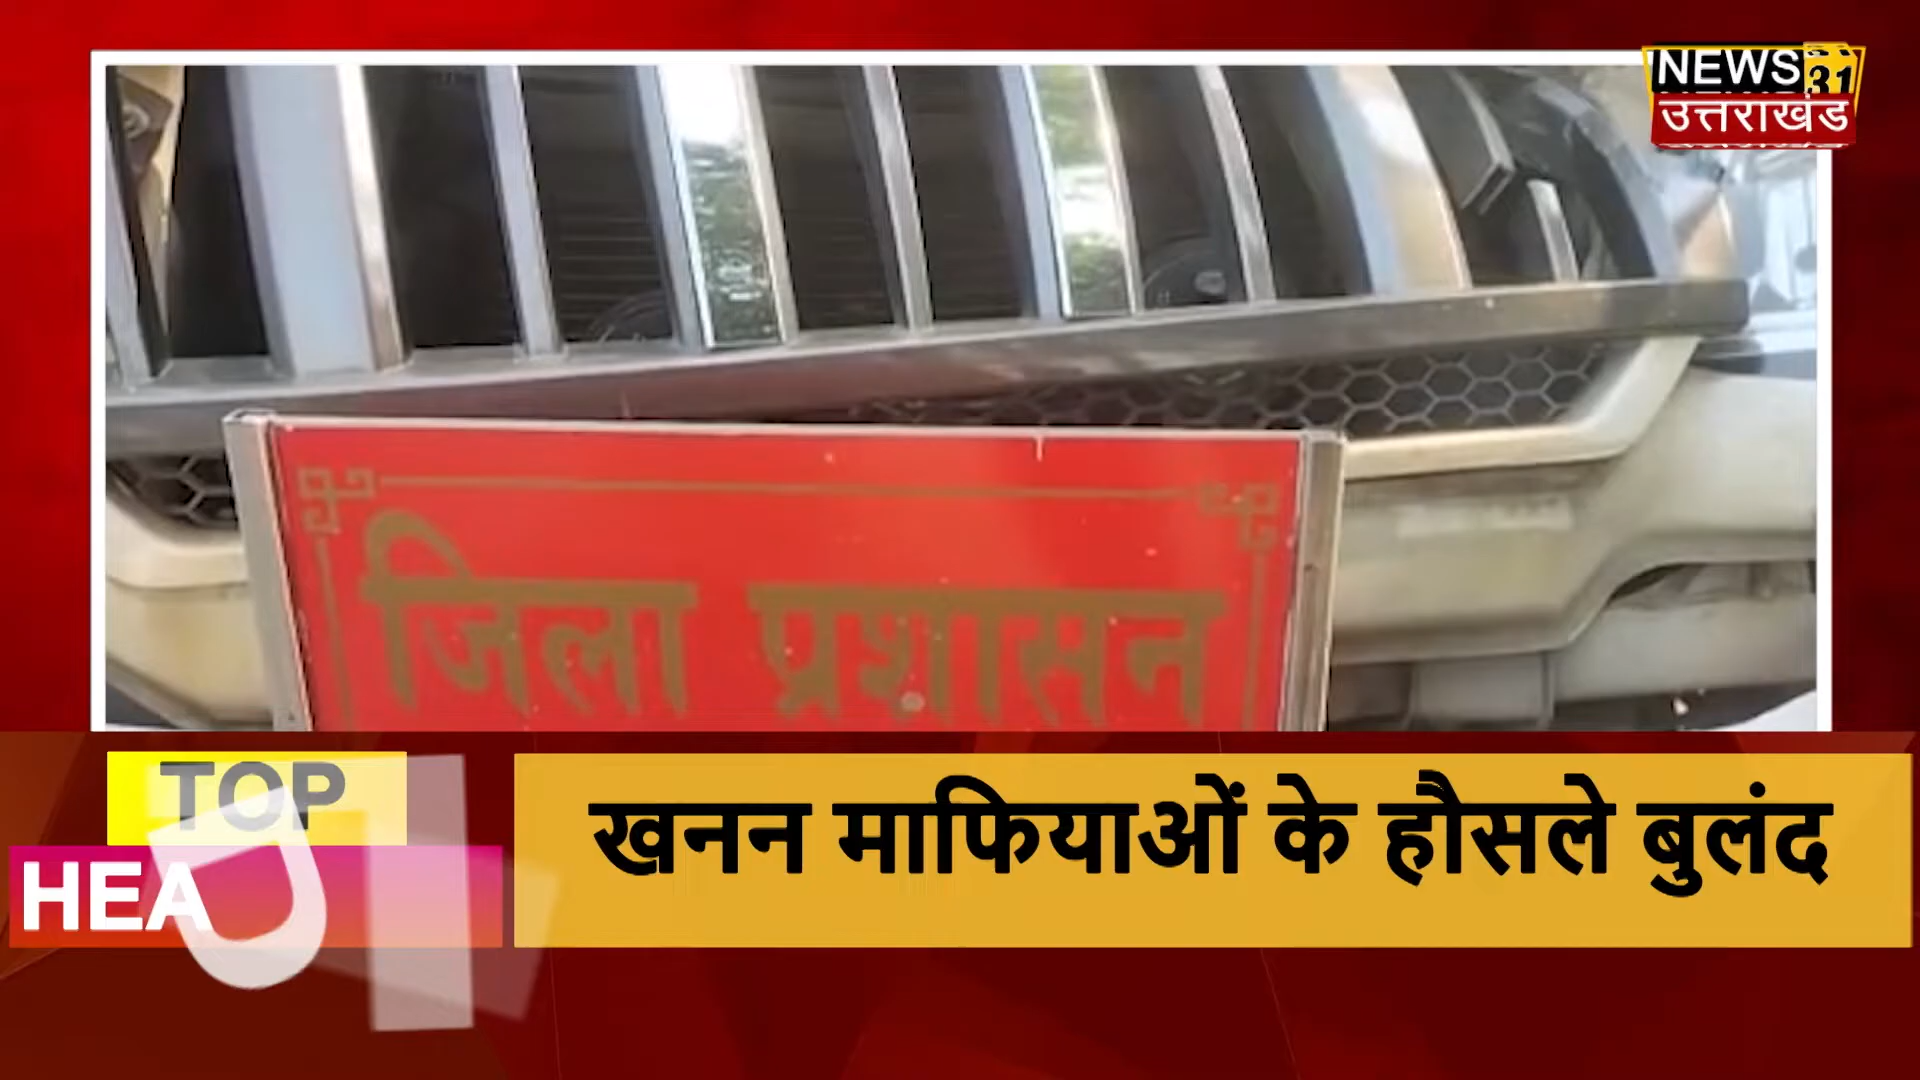 NEWS 31
उत्तराखंड
जिला प्रशासन
TOP
HEA
खनन माफियाओं के हौसले बुलंद